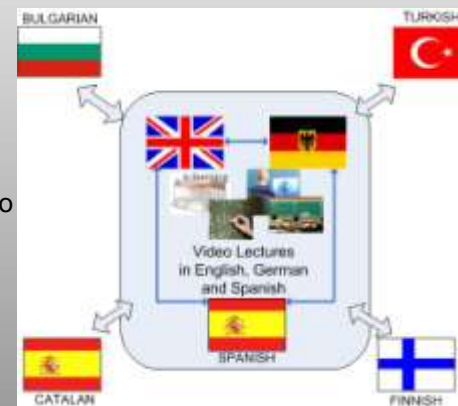 BULGARIAN
TURKISH
o
Video Lectures
in English, German
and Spanish
SPANISH
CATALAN
FINNISH